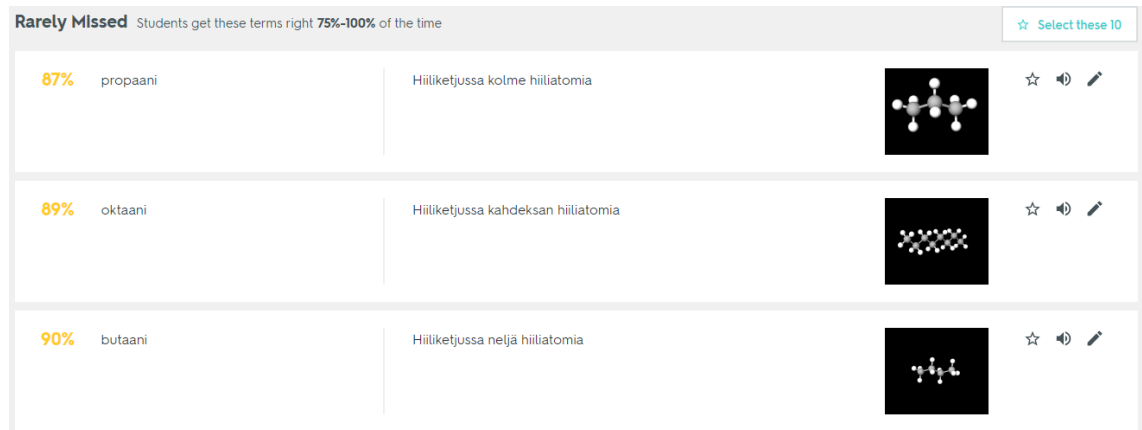 Rarely Missed Students get these terms right 75%-100% of the time
Select these 10
87% propaani Hiiliketjussa kolme hiiliatomia
89% oktaani Hiiliketjussa kahdeksan hiiliatomia
90% butaani Hiiliketjussa neljä hiiliatomia